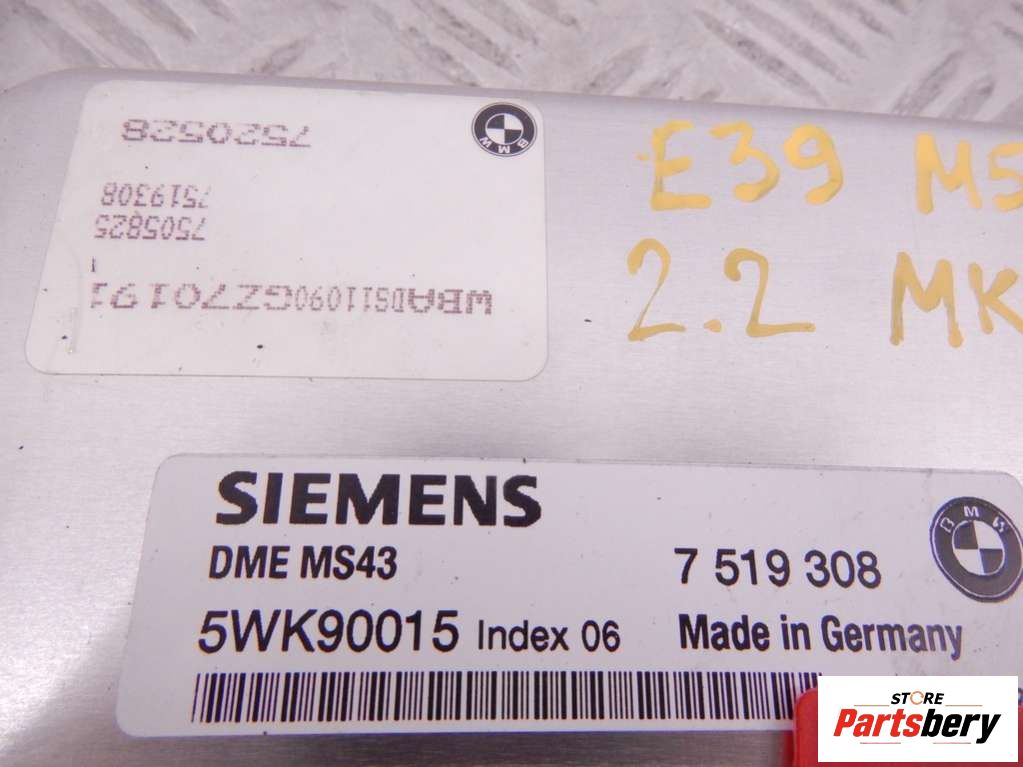 7520528
BMW
7519308
7505825
1
WBADS11090GZ70191
E39 M5
2.2 MK
SIEMENS
BMW
DME MS43 7 519 308
5WK90015 Index 06 Made in Germany
STORE
Partsbery